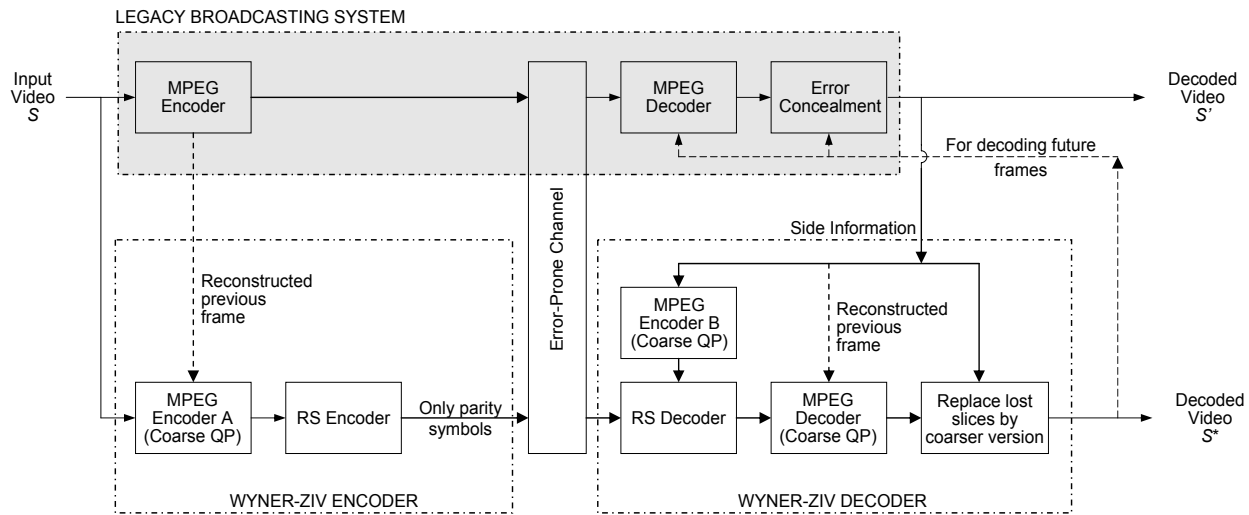 LEGACY BROADCASTING SYSTEM
Input
Video
S
MPEG
Encoder
MPEG
Decoder
Error
Concealment
Decoded
Video
S'
For decoding future
frames
Error-Prone Channel
Side Information
Reconstructed
previous
frame
MPEG
Encoder B
(Coarse QP)
Reconstructed
previous
frame
MPEG
Encoder A
(Coarse QP)
RS Encoder
Only parity
symbols
RS Decoder
MPEG
Decoder
(Coarse QP)
Replace lost
slices by
coarser version
Decoded
Video
S*
WYNER-ZIV ENCODER
WYNER-ZIV DECODER